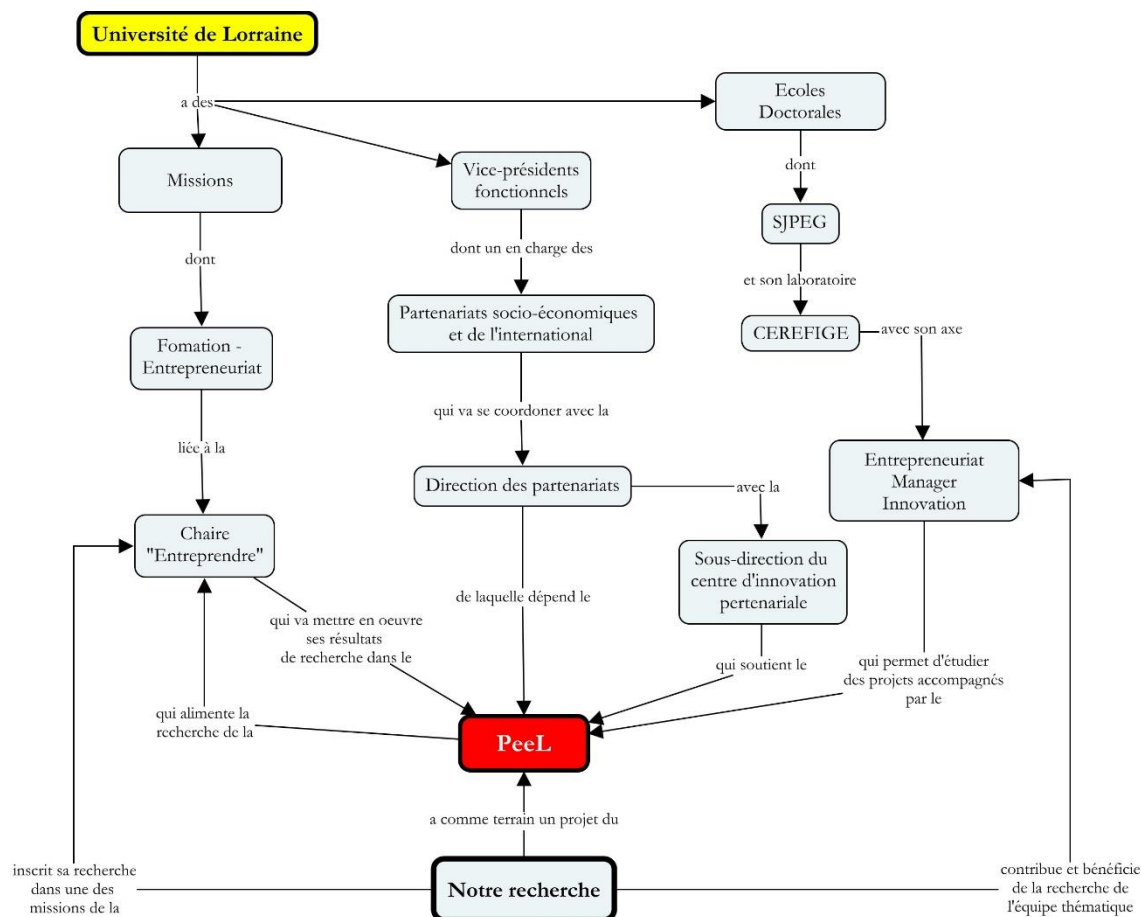 Université de Lorraine
a des
Ecoles
Doctorales
Missions
Vice-présidents
fonctionnels
dont
SJPEG
dont
dont un en charge des
et son laboratoire
Partenariats socio-économiques
et de l'international
CEREFIGE
avec son axe
Fomation -
Entrepreneuriat
qui va se coordoner avec la
liée à la
Entrepreneuriat
Manager
Innovation
Direction des partenariats
avec la
Chaire
"Entreprendre"
Sous-direction du
centre d'innovation
pertenariale
de laquelle dépend le
qui va mettre en oeuvre
ses résultats
de recherche dans le
qui soutient le
qui permet d'étudier
des projets accompagnés
par le
qui alimente la
recherche de la
PeeL
a comme terrain un projet du
inscrit sa recherche
dans une des
missions de la
Notre recherche
contribue et bénéficie
de la recherche de
l'équipe thématique